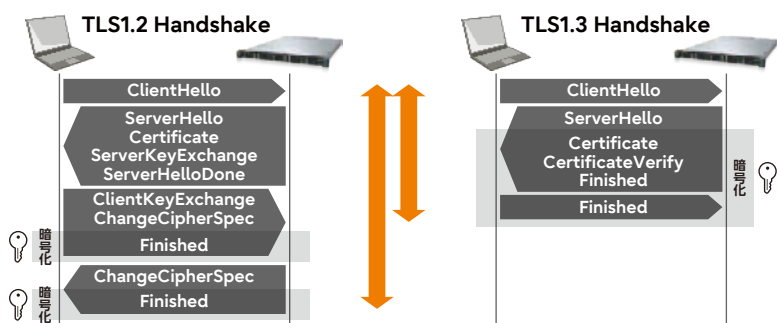 TLS1.2 Handshake
ClientHello
ServerHello
Certificate
ServerKeyExchange
ServerHelloDone
ClientKeyExchange
ChangeCipherSpec
Finished
暗号化
ChangeCipherSpec
Finished
暗号化
TLS1.3 Handshake
ClientHello
ServerHello
Certificate
CertificateVerify
Finished
Finished
暗号化